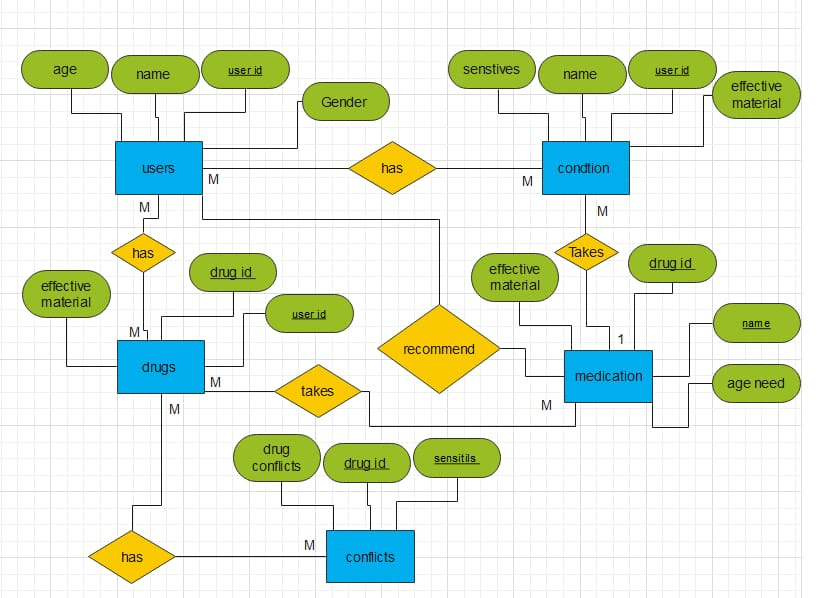 age
name
user id
Gender
senstives
name
user id
effective
material
users
M
has
M
condtion
M
M
has
Takes
effective
material
drug id
user id
effective
material
drug id
name
age need
M
drugs
M
M
takes
recommend
1
medication
M
drug
conflicts
drug id
sensitils
has
M
conflicts